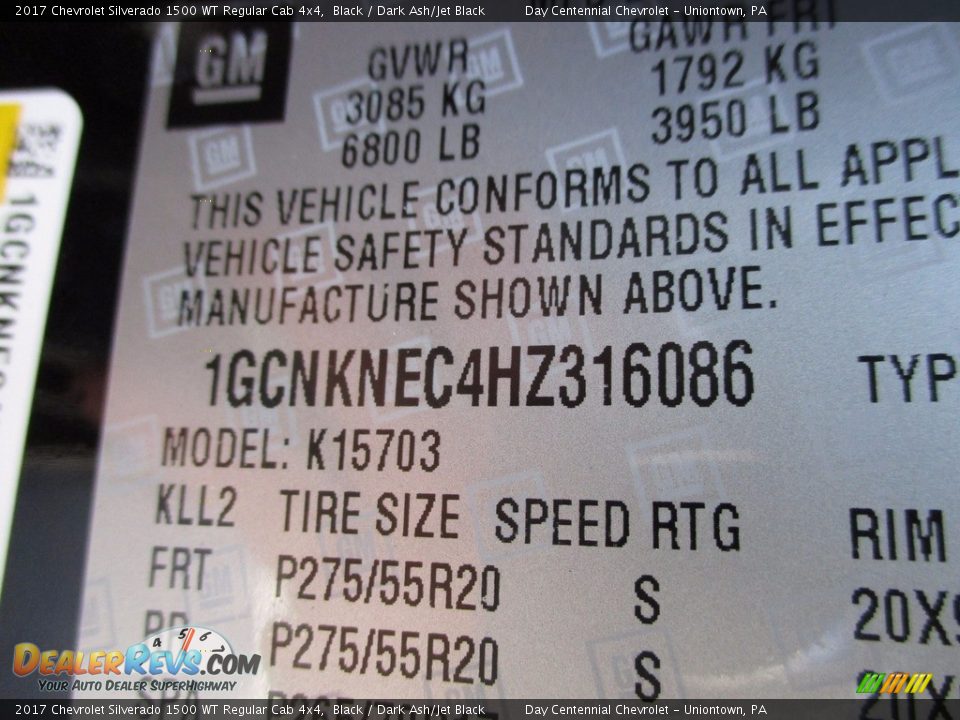 2017 Chevrolet Silverado 1500 WT Regular Cab 4x4, Black / Dark Ash/Jet Black Day Centennial Chevrolet - Uniontown, PA
GM
GVWR GAWR FRT
3085 KG 1792 KG
6800 LB 3950 LB
THIS VEHICLE CONFORMS TO ALL APPL
VEHICLE SAFETY STANDARDS IN EFFEC
MANUFACTURE SHOWN ABOVE.
1GCNKNEC4HZ316086 TYP
MODEL: K15703
KLL2 TIRE SIZE SPEED RTG RIM
FRT P275/55R20 S 20X
P275/55R20 S 20X
1GCNKN
DEALERREVS.COM
YOUR AUTO DEALER SUPERHIGHWAY
2017 Chevrolet Silverado 1500 WT Regular Cab 4x4, Black / Dark Ash/Jet Black Day Centennial Chevrolet - Uniontown, PA